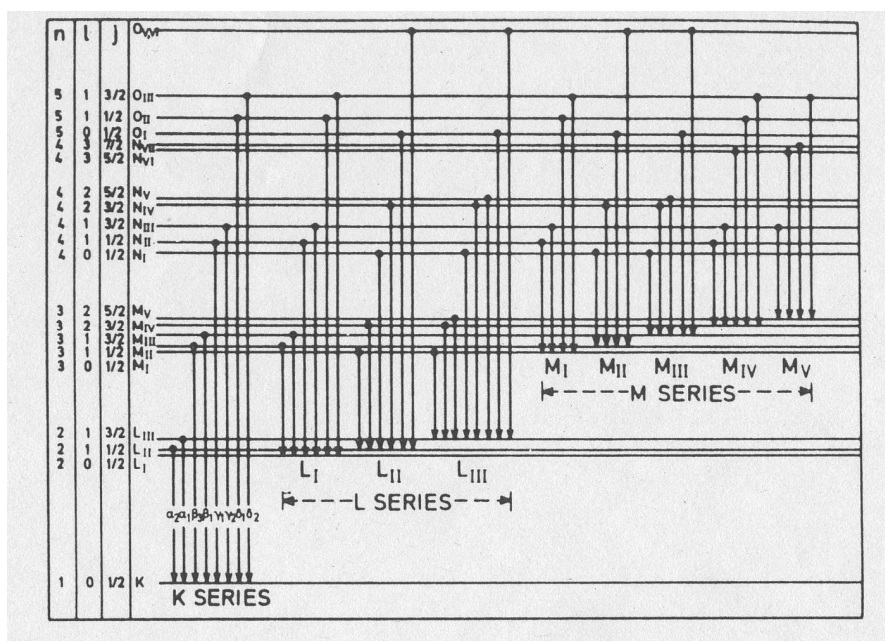 n l j O_V,VI
5 1 3/2 O_III
5 1 1/2 O_II
5 0 1/2 O_I
4 3 7/2 N_VII
4 3 5/2 N_VI
4 2 5/2 N_V
4 2 3/2 N_IV
4 1 3/2 N_III
4 1 1/2 N_II
4 0 1/2 N_I
3 2 5/2 M_V
3 2 3/2 M_IV
3 1 3/2 M_III
3 1 1/2 M_II
3 0 1/2 M_I
M_I M_II M_III M_IV M_V
M SERIES
2 1 3/2 L_III
2 1 1/2 L_II
2 0 1/2 L_I
L_I L_II L_III
L SERIES
α₂ α₁ β₃ β₁ γ₁ γ₂ δ₁ δ₂
1 0 1/2 K
K SERIES